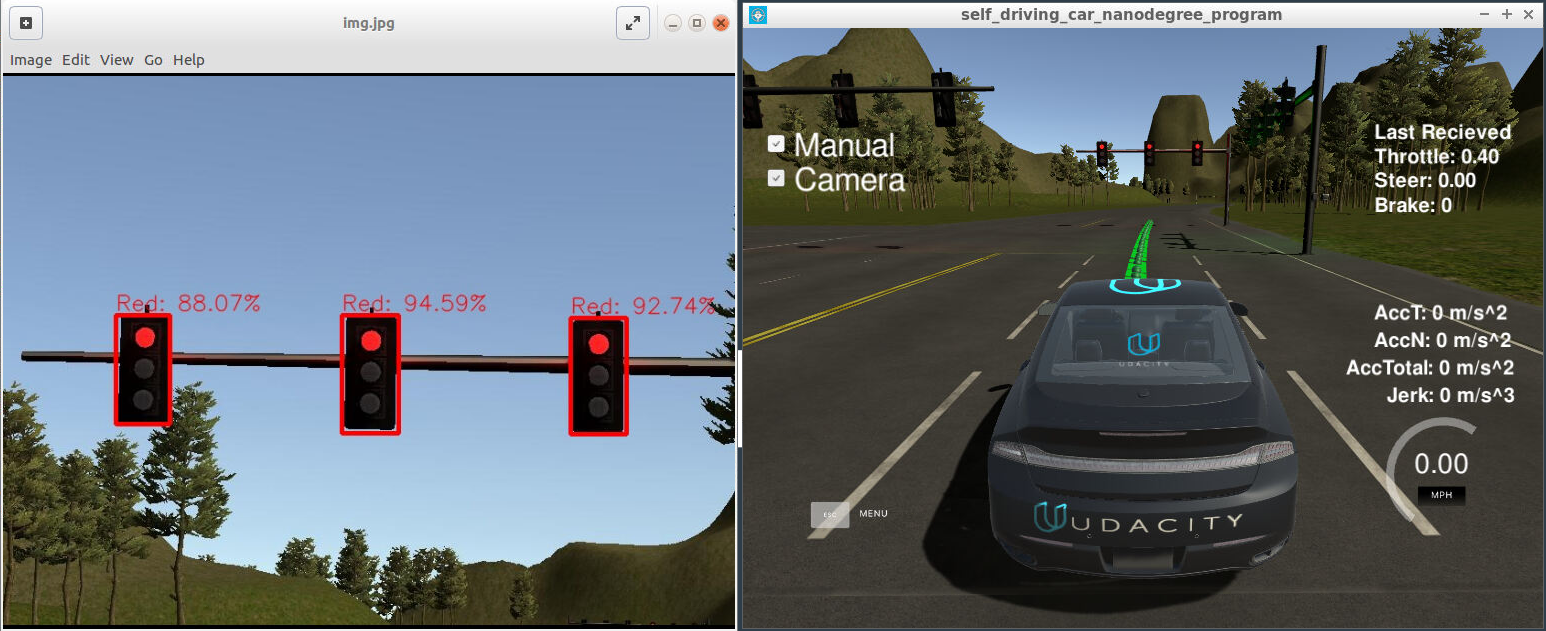 img.jpg
Image Edit View Go Help
Red: 88.07% Red: 94.59% Red: 92.74%
self_driving_car_nanodegree_program
Manual
Camera
Last Recieved
Throttle: 0.40
Steer: 0.00
Brake: 0
AccT: 0 m/s^2
AccN: 0 m/s^2
AccTotal: 0 m/s^2
Jerk: 0 m/s^3
UDACITY
0.00
MPH
ESC MENU
UDACITY